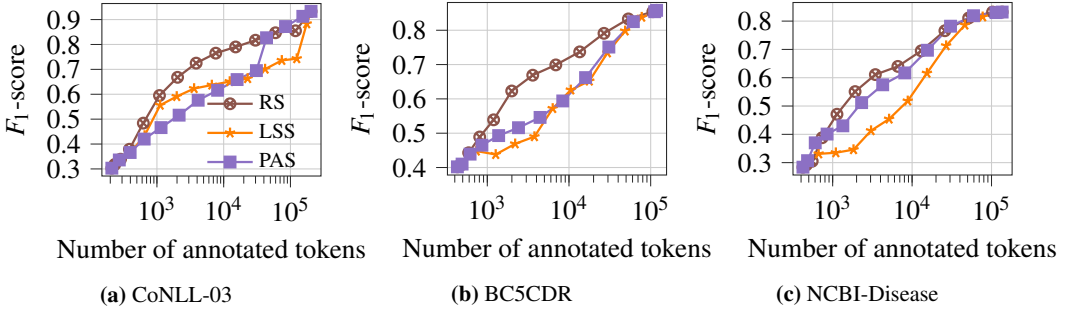 F1-score
0.9
0.8
0.7
0.6
0.5
0.4
0.3
RS
LSS
PAS
10^3 10^4 10^5
Number of annotated tokens
(a) CoNLL-03
F1-score
0.8
0.7
0.6
0.5
0.4
10^3 10^4 10^5
Number of annotated tokens
(b) BC5CDR
F1-score
0.8
0.7
0.6
0.5
0.4
0.3
10^3 10^4 10^5
Number of annotated tokens
(c) NCBI-Disease